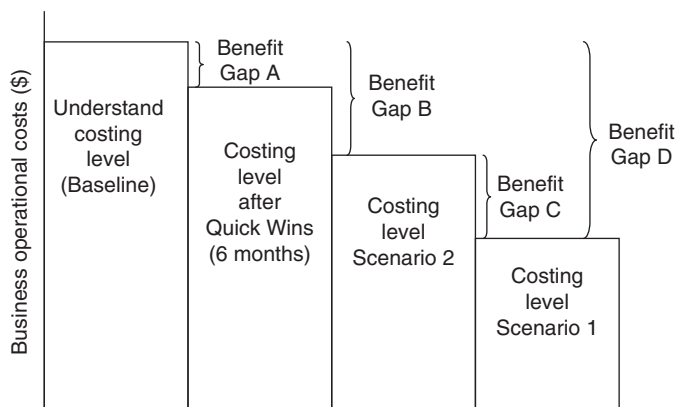 Business operational costs ($)
Understand
costing
level
(Baseline)
Benefit
Gap A
Costing
level
after
Quick Wins
(6 months)
Benefit
Gap B
Costing
level
Scenario 2
Benefit
Gap C
Costing
level
Scenario 1
Benefit
Gap D